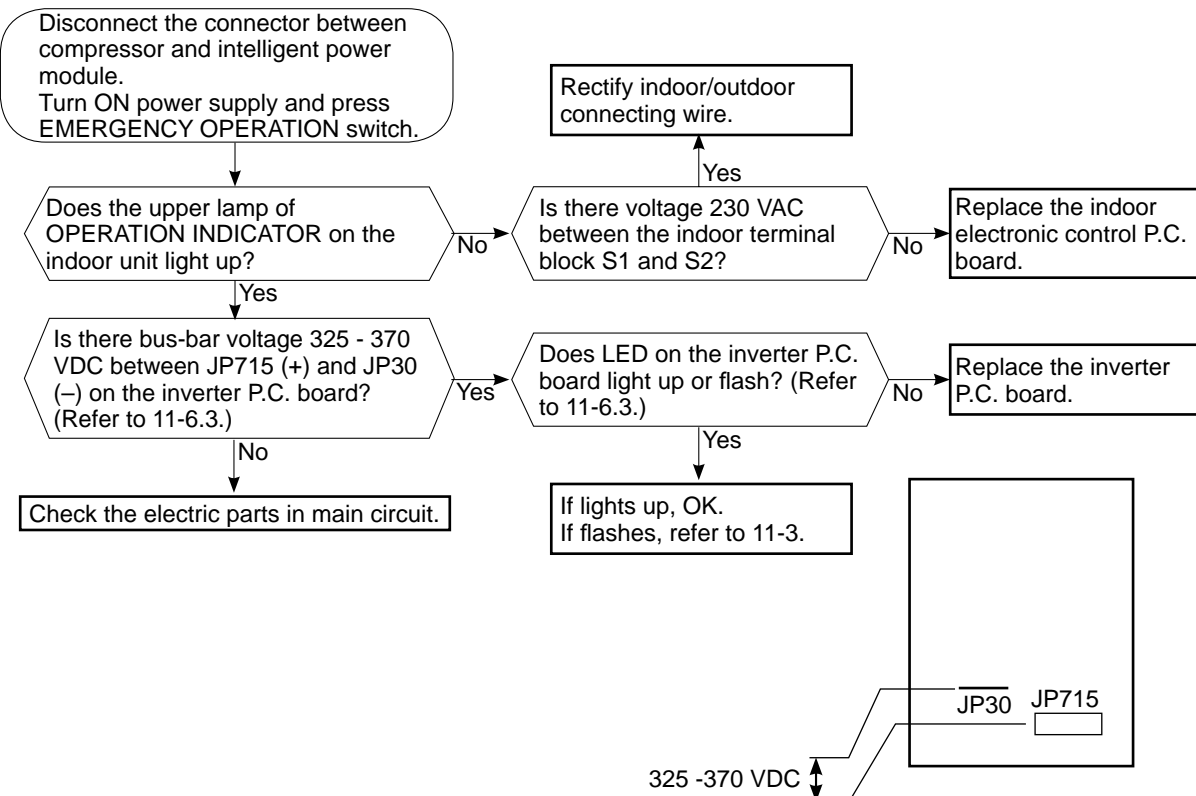 Disconnect the connector between
compressor and intelligent power
module.
Turn ON power supply and press
EMERGENCY OPERATION switch.
Rectify indoor/outdoor
connecting wire.
Yes
Does the upper lamp of
OPERATION INDICATOR on the
indoor unit light up?
No
Is there voltage 230 VAC
between the indoor terminal
block S1 and S2?
No
Replace the indoor
electronic control P.C.
board.
Yes
Is there bus-bar voltage 325 - 370
VDC between JP715 (+) and JP30
(–) on the inverter P.C. board?
(Refer to 11-6.3.)
Yes
Does LED on the inverter P.C.
board light up or flash? (Refer
to 11-6.3.)
No
Replace the inverter
P.C. board.
No
Yes
Check the electric parts in main circuit.
If lights up, OK.
If flashes, refer to 11-3.
JP30
JP715
325 -370 VDC